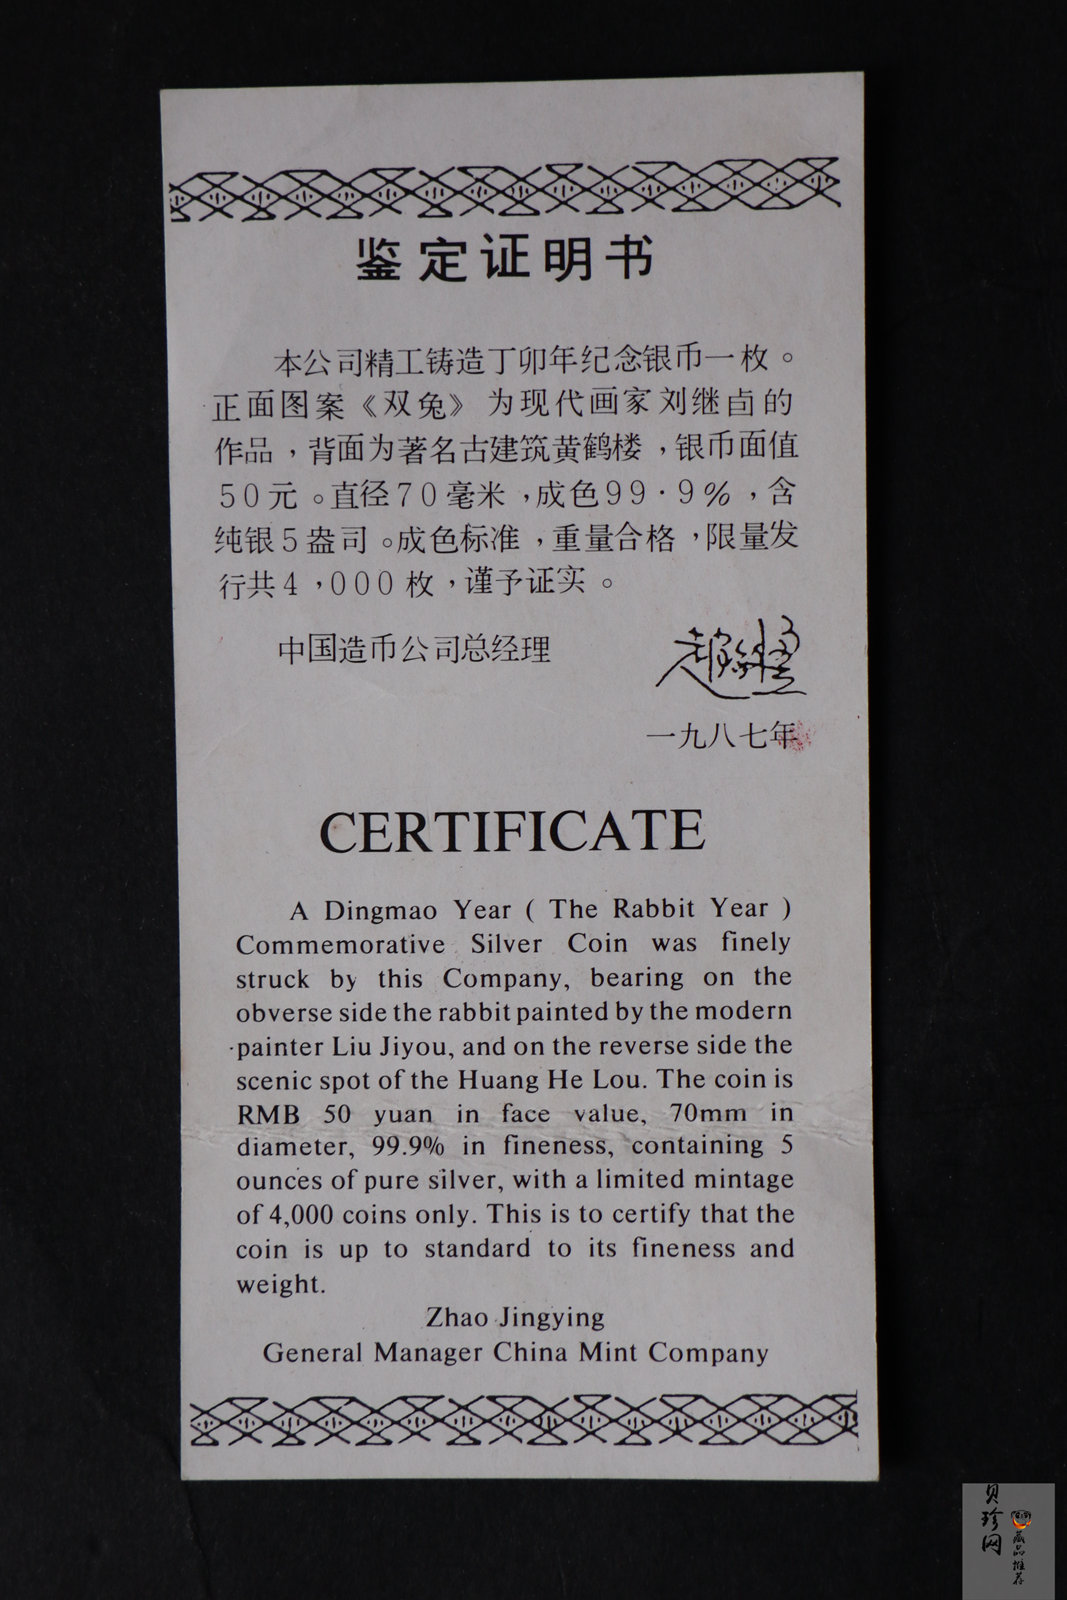 鉴定证明书
本公司精工铸造丁卯年纪念银币一枚。
正面图案《双兔》为现代画家刘继卣的
作品，背面为著名古建筑黄鹤楼，银币面值
50元。直径70毫米，成色99·9%，含
纯银5盎司。成色标准，重量合格，限量发
行共4，000枚，谨予证实。
中国造币公司总经理
一九八七年
CERTIFICATE
A Dingmao Year ( The Rabbit Year )
Commemorative Silver Coin was finely
struck by this Company, bearing on the
obverse side the rabbit painted by the modern
painter Liu Jiyou, and on the reverse side the
scenic spot of the Huang He Lou. The coin is
RMB 50 yuan in face value, 70mm in
diameter, 99.9% in fineness, containing 5
ounces of pure silver, with a limited mintage
of 4,000 coins only. This is to certify that the
coin is up to standard to its fineness and
weight.
Zhao Jingying
General Manager China Mint Company
贝珍网
藏品推荐